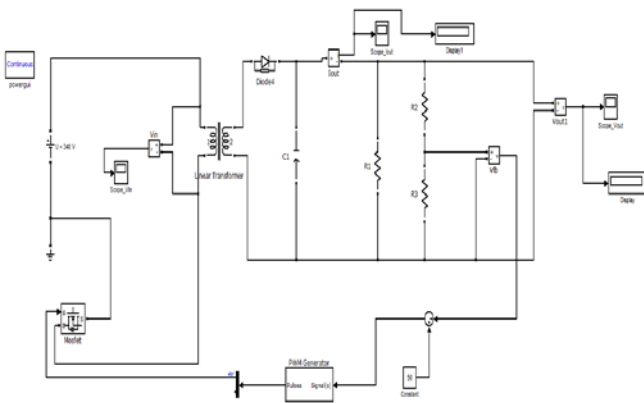 Continuous
powergui
U = 340 V
Vin
Scope_Vin
Linear Transformer
Diode4
C1
Iout
Scope_Iout
Display1
R1
R2
R3
Vfb
Vout1
Scope_Vout
Display
Mosfet
PWM Generator
Pulses
Signal(s)
50
Constant